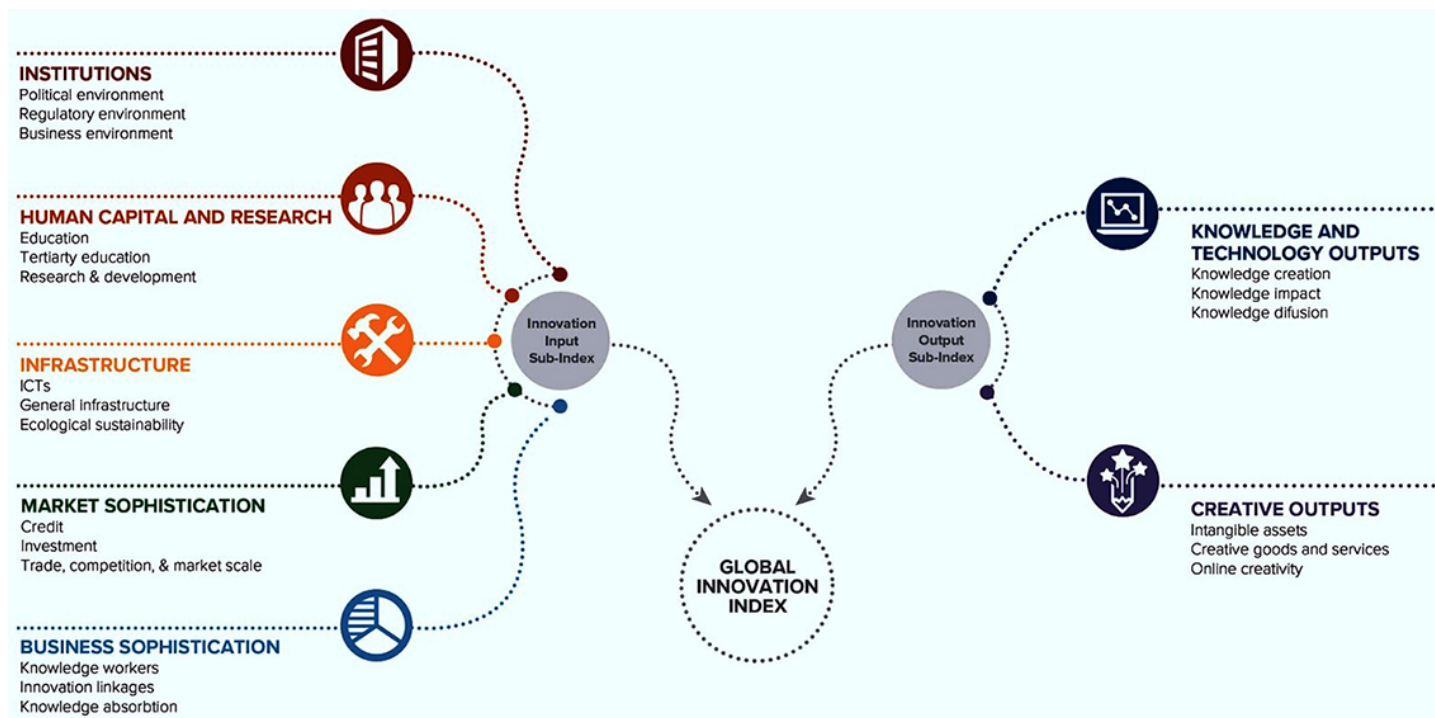 INSTITUTIONS
Political environment
Regulatory environment
Business environment
HUMAN CAPITAL AND RESEARCH
Education
Tertiarty education
Research & development
INFRASTRUCTURE
ICTs
General infrastructure
Ecological sustainability
MARKET SOPHISTICATION
Credit
Investment
Trade, competition, & market scale
BUSINESS SOPHISTICATION
Knowledge workers
Innovation linkages
Knowledge absorbtion
Innovation
Input
Sub-Index
GLOBAL
INNOVATION
INDEX
Innovation
Output
Sub-Index
KNOWLEDGE AND
TECHNOLOGY OUTPUTS
Knowledge creation
Knowledge impact
Knowledge difusion
CREATIVE OUTPUTS
Intangible assets
Creative goods and services
Online creativity